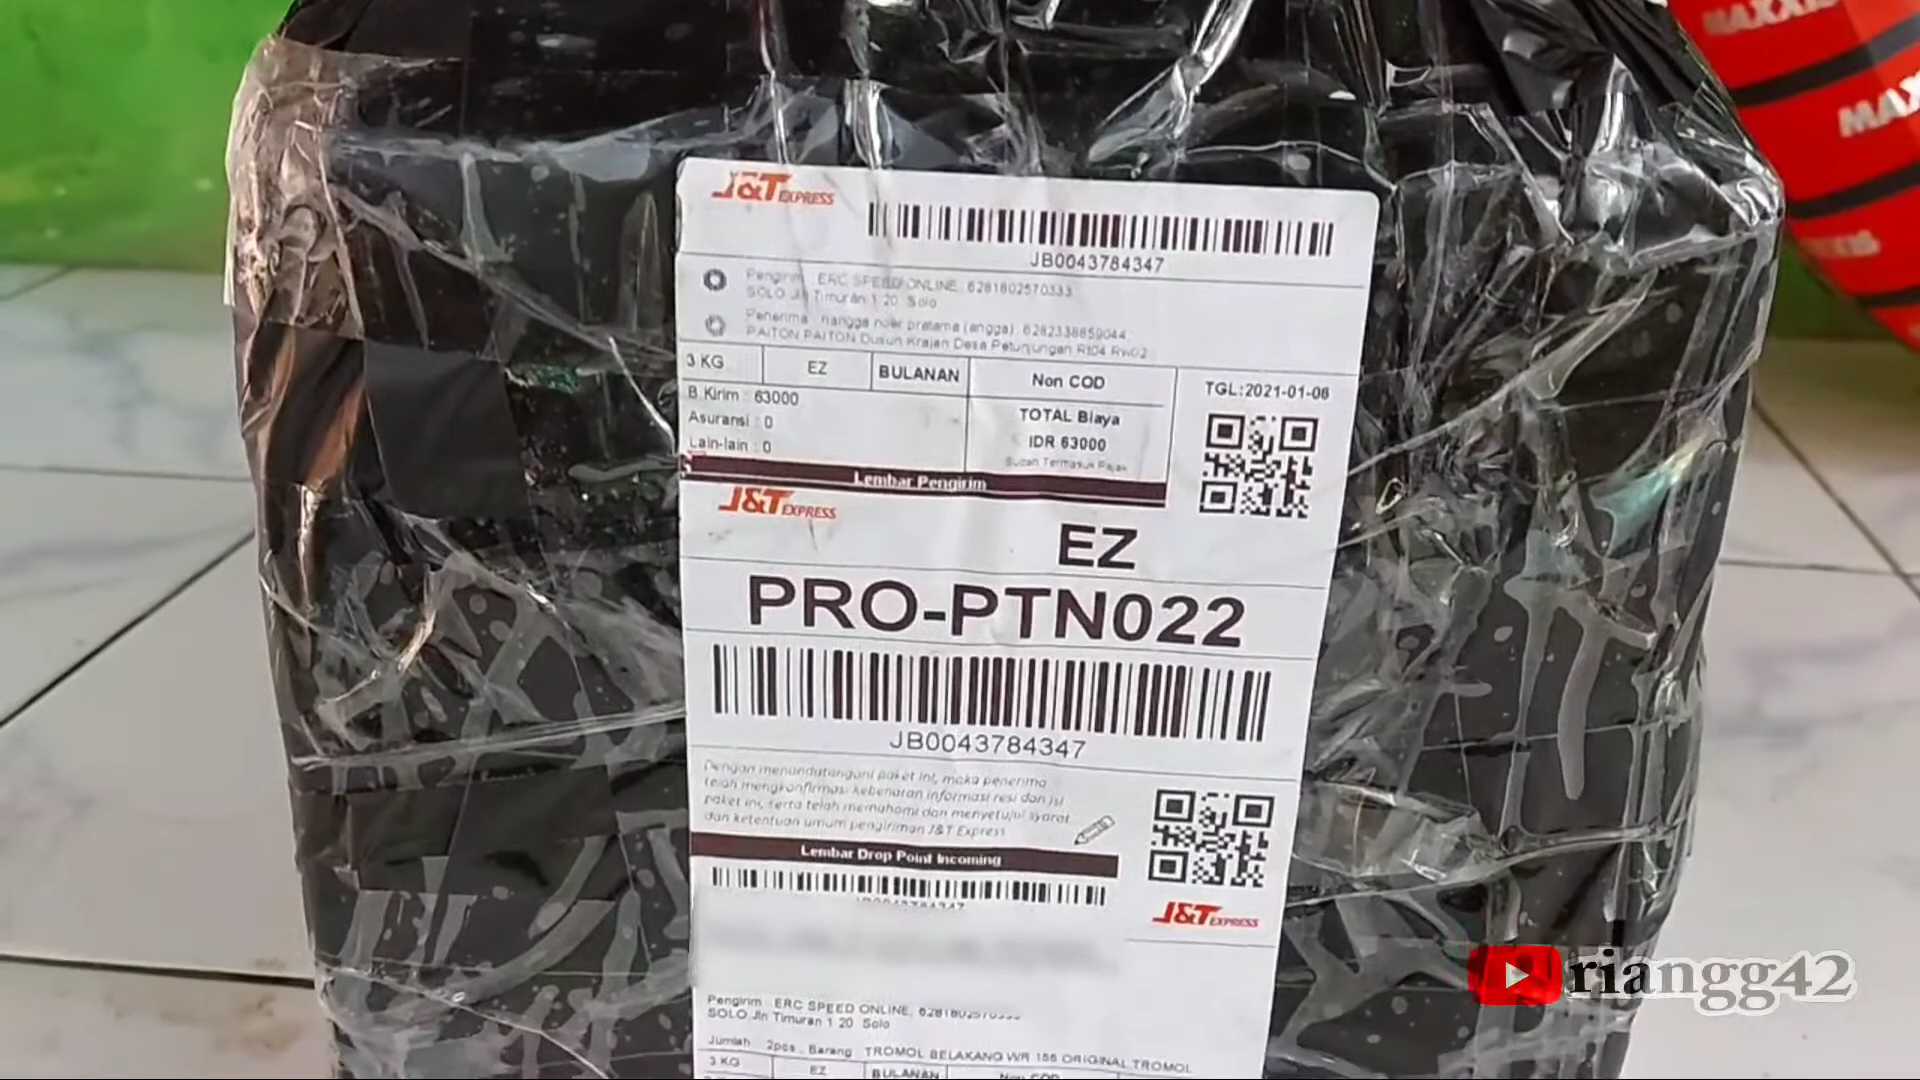 MAXXIS
J&T EXPRESS
JB0043784347
Pengirim : ERC SPEED ONLINE, 6281802570333
SOLO,Jln Timuran 1 20 Solo
Penerima : riangga noer pratama (angga), 6282338859044
PAITON PAITON Dusun Krajan Desa Petunjungan Rt04 Rw02
3 KG EZ BULANAN Non COD
TGL:2021-01-06
B.Kirim : 63000
Asuransi : 0
Lain-lain : 0
TOTAL Biaya
IDR 63000
Sudah Termasuk Pajak
Lembar Pengirim
J&T EXPRESS
EZ
PRO-PTN022
JB0043784347
Dengan menandatangani paket ini, maka penerima
telah mengkonfirmasi kebenaran informasi resi dan isi
paket ini, serta telah memahami dan menyetujui syarat
dan ketentuan umum pengiriman J&T Express
Lembar Drop Point Incoming
JB0043784347
J&T EXPRESS
Pengirim : ERC SPEED ONLINE, 6281802570333
SOLO,Jln Timuran 1 20 Solo
Jumlah : 2pcs , Barang : TROMOL BELAKANG WR 155 ORIGINAL TROMOL
3 KG EZ BULANAN Non COD
riangg42